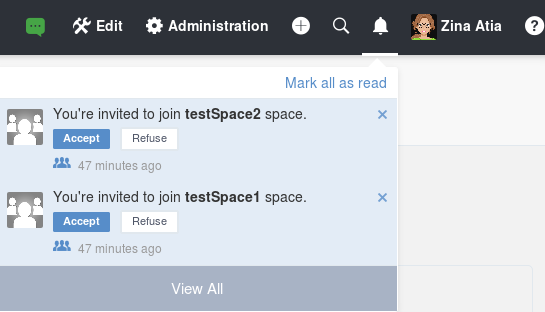 Edit Administration Zina Atia
Mark all as read
You're invited to join testSpace2 space.
Accept Refuse
47 minutes ago
You're invited to join testSpace1 space.
Accept Refuse
47 minutes ago
View All